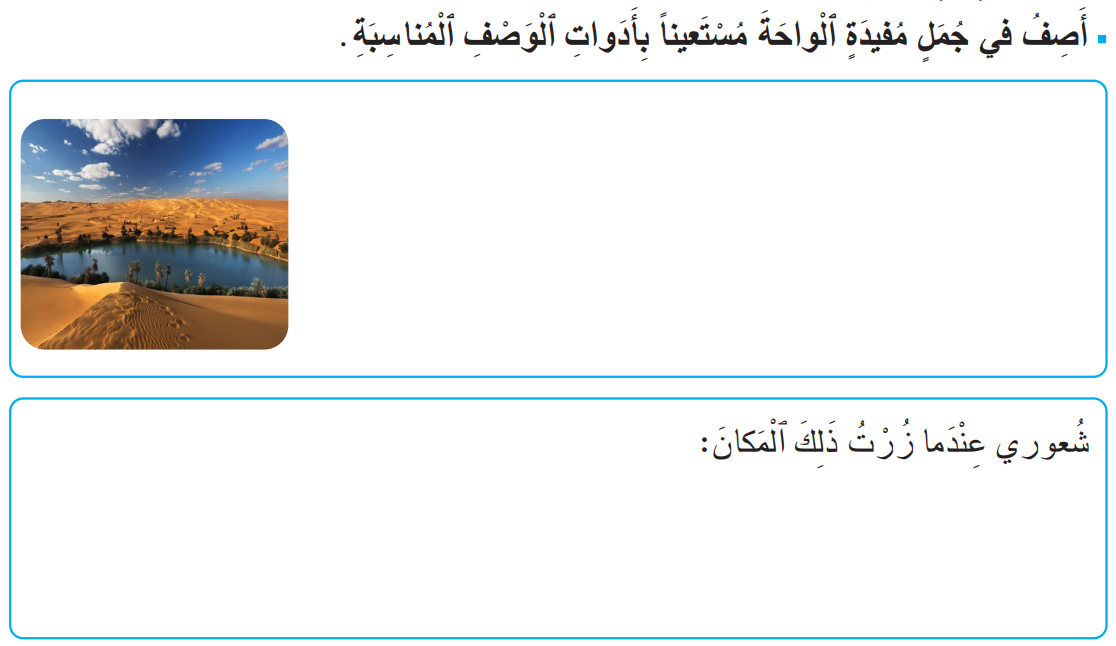 ▪ أَصِفُ في جُمَلٍ مُفيدَةٍ ٱلْواحَةَ مُسْتَعيناً بِأَدَواتِ ٱلْوَصْفِ ٱلْمُناسِبَةِ.
شُعوري عِنْدَما زُرْتُ ذَلِكَ ٱلْمَكانَ: